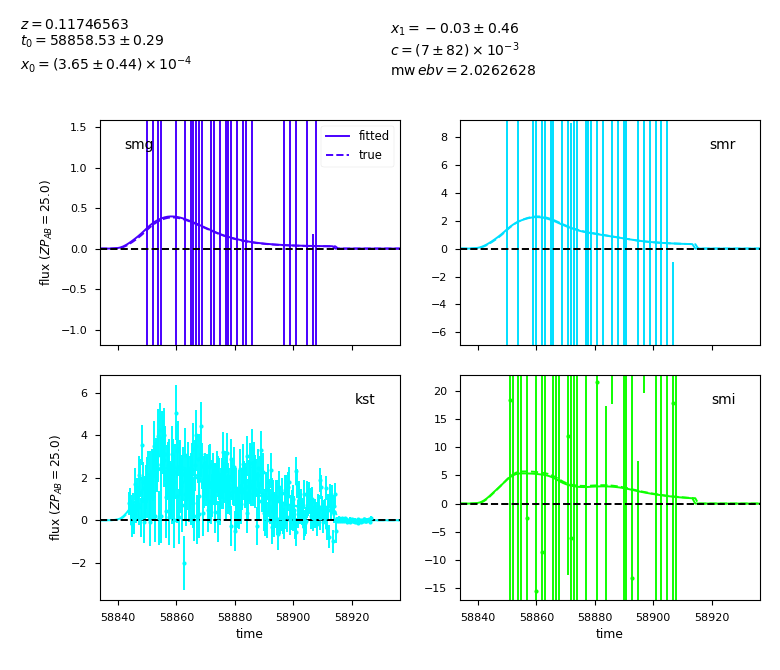 z = 0.11746563
t₀ = 58858.53 ± 0.29
x₀ = (3.65 ± 0.44) × 10⁻⁴
x₁ = −0.03 ± 0.46
c = (7 ± 82) × 10⁻³
mw ebv = 2.0262628
1.5
1.0
0.5
0.0
−0.5
−1.0
flux (ZP_AB = 25.0)
smg
fitted
true
8
6
4
2
0
−2
−4
−6
smr
6
4
2
0
−2
flux (ZP_AB = 25.0)
kst
58840 58860 58880 58900 58920
time
20
15
10
5
0
−5
−10
−15
smi
58840 58860 58880 58900 58920
time